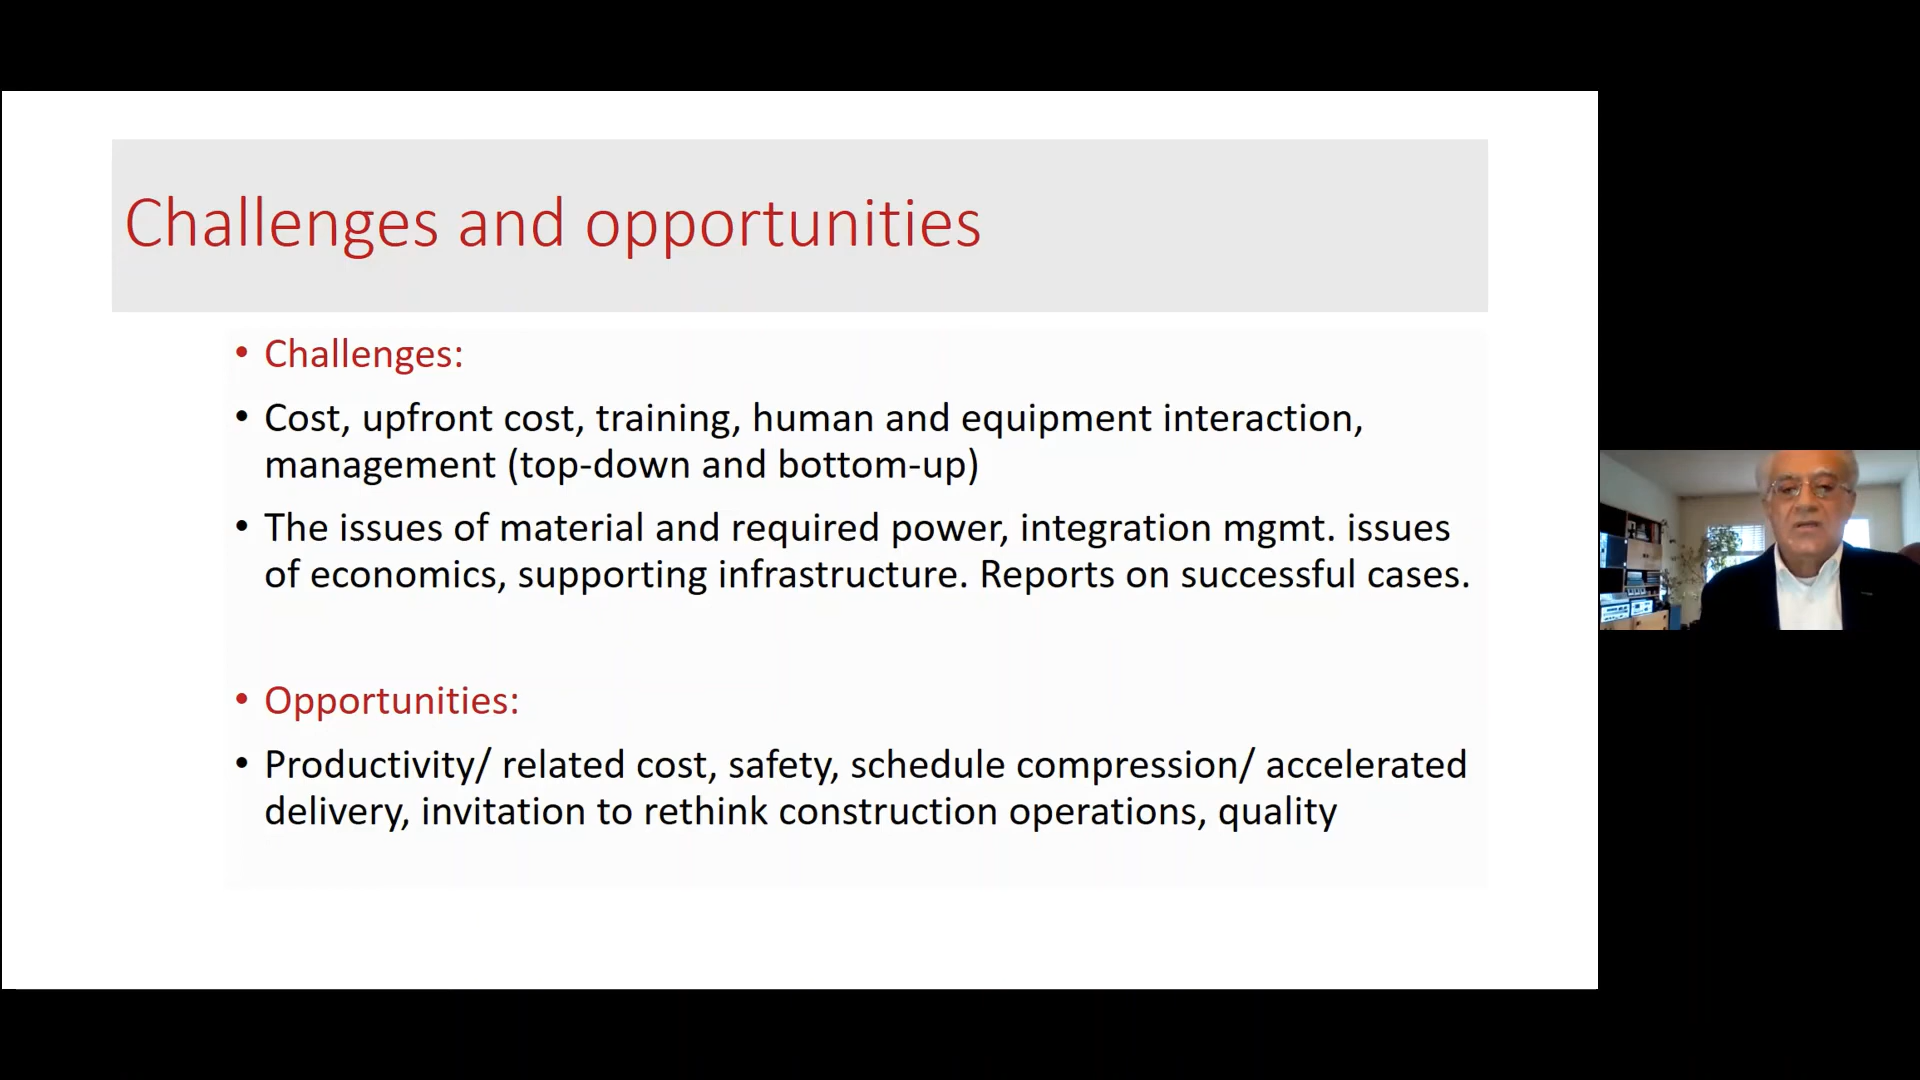 Challenges and opportunities
• Challenges:
• Cost, upfront cost, training, human and equipment interaction,
management (top-down and bottom-up)
• The issues of material and required power, integration mgmt. issues
of economics, supporting infrastructure. Reports on successful cases.
• Opportunities:
• Productivity/ related cost, safety, schedule compression/ accelerated
delivery, invitation to rethink construction operations, quality